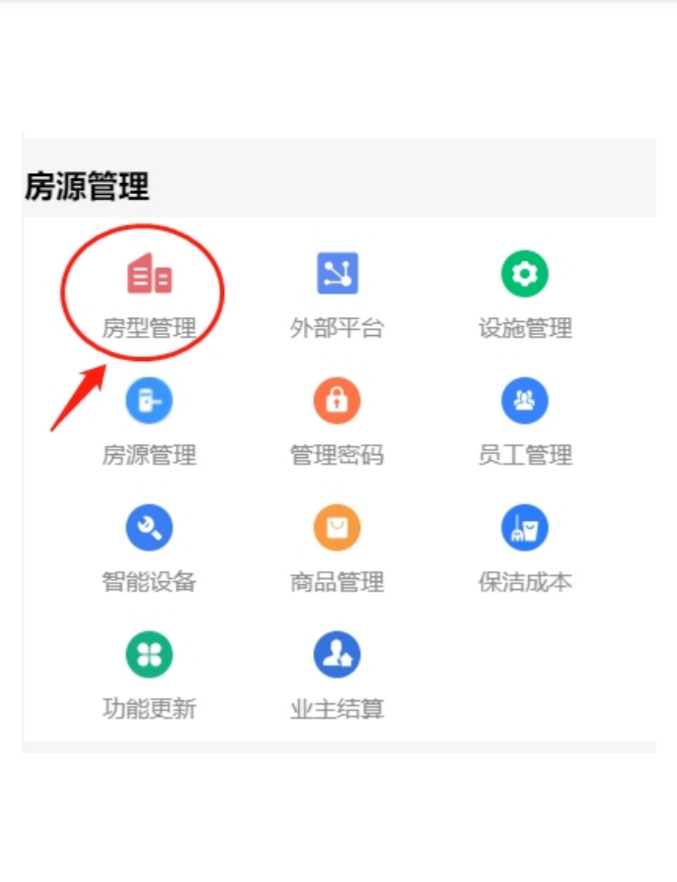 房源管理
房型管理 外部平台 设施管理
房源管理 管理密码 员工管理
智能设备 商品管理 保洁成本
功能更新 业主结算